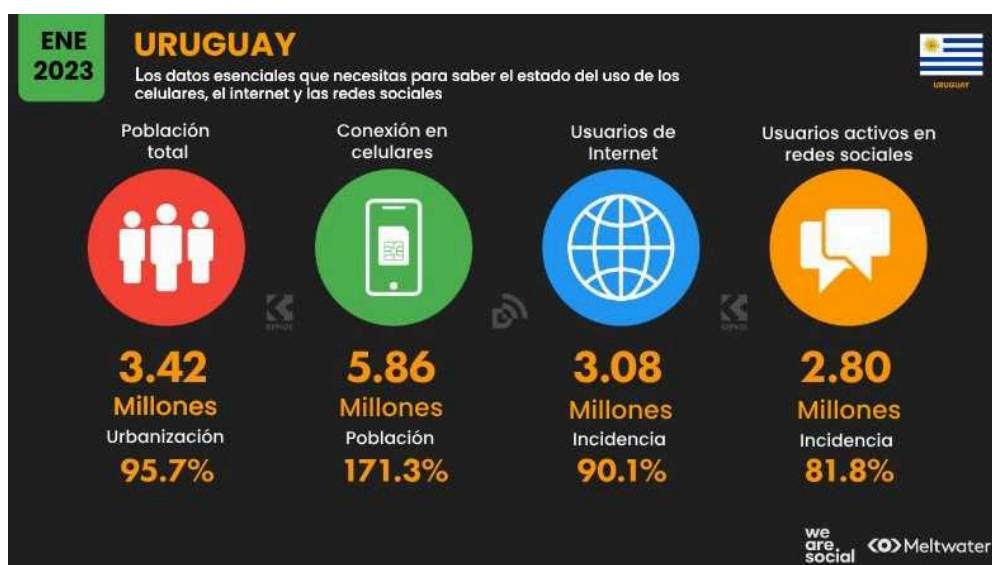 ENE
2023
URUGUAY
Los datos esenciales que necesitas para saber el estado del uso de los
celulares, el internet y las redes sociales
URUGUAY
Población
total
Conexión en
celulares
Usuarios de
Internet
Usuarios activos en
redes sociales
3.42
Millones
Urbanización
95.7%
5.86
Millones
Población
171.3%
3.08
Millones
Incidencia
90.1%
2.80
Millones
Incidencia
81.8%
KEPIOS
KEPIOS
we
are.
social
Meltwater